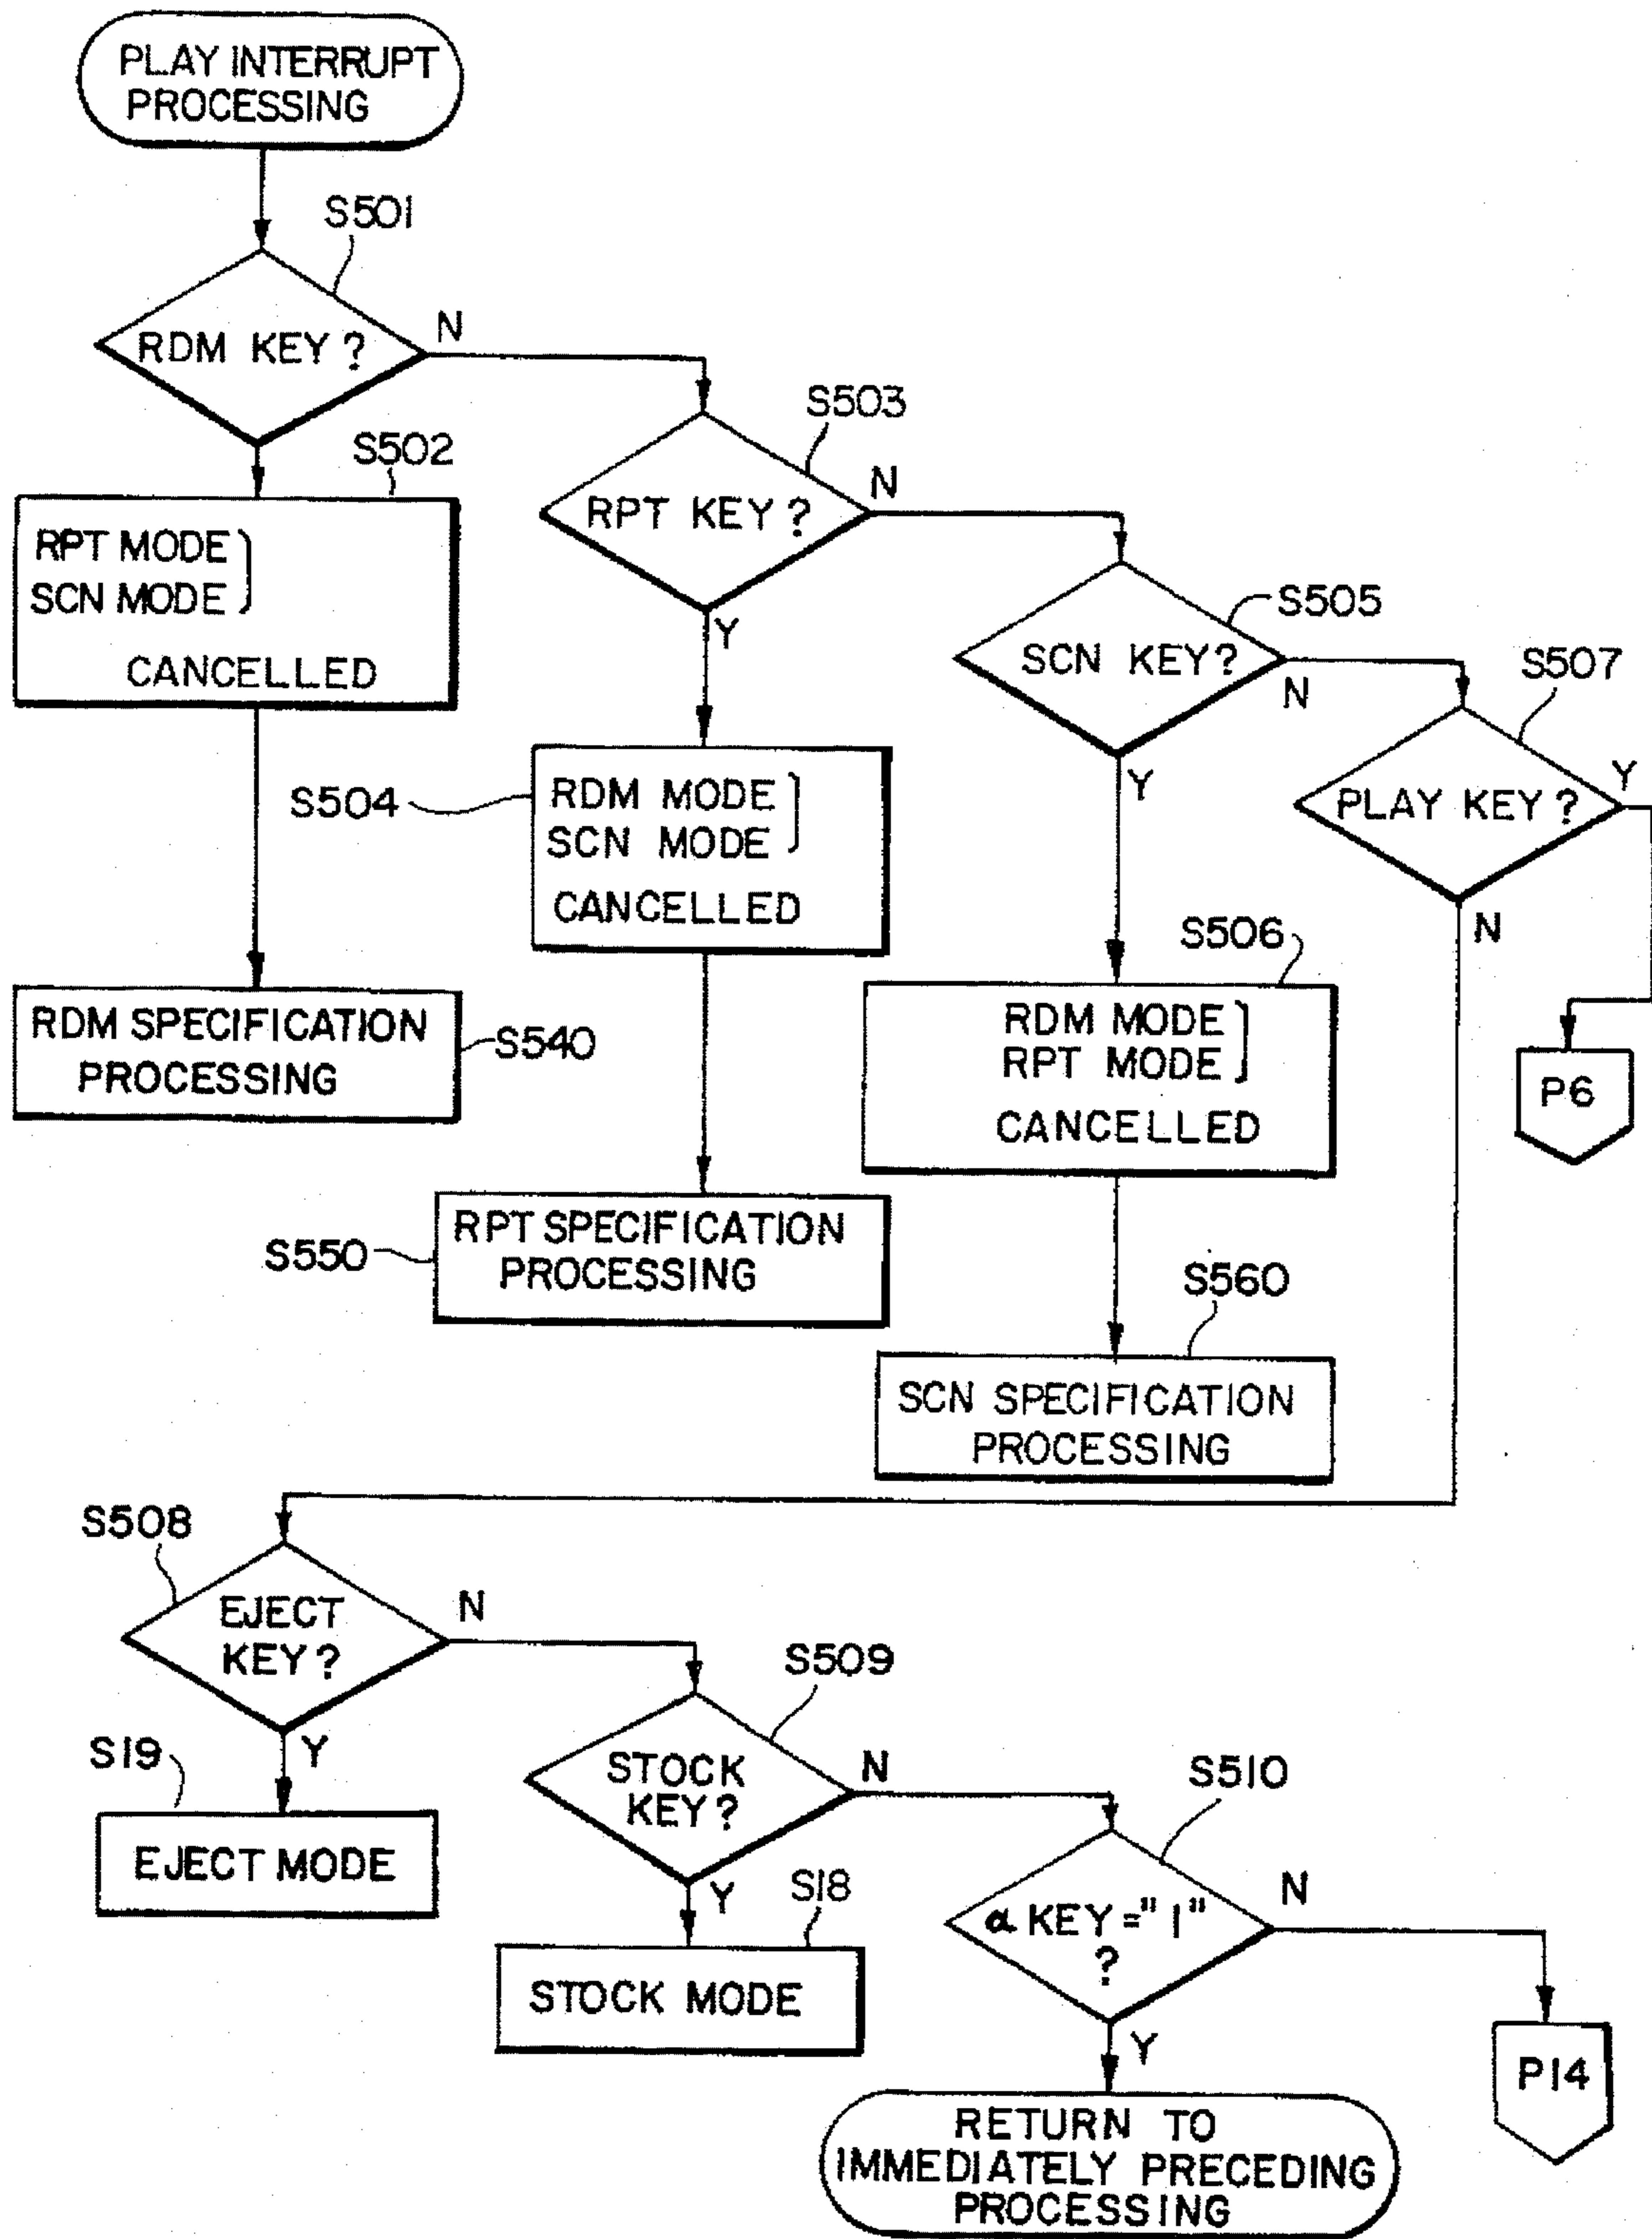 PLAY INTERRUPT
PROCESSING
S501
RDM KEY?
N
S502
RPT MODE
SCN MODE
CANCELLED
S503
RPT KEY?
N
Y
S504
RDM MODE
SCN MODE
CANCELLED
S505
SCN KEY?
N
Y
S507
PLAY KEY?
Y
N
S506
RDM MODE
RPT MODE
CANCELLED
P6
RDM SPECIFICATION
PROCESSING
S540
S550
RPT SPECIFICATION
PROCESSING
S560
SCN SPECIFICATION
PROCESSING
S508
EJECT
KEY?
N
Y
S19
EJECT MODE
S509
STOCK
KEY?
N
Y
S18
STOCK MODE
S510
α KEY="1"
?
N
Y
P14
RETURN TO
IMMEDIATELY PRECEDING
PROCESSING